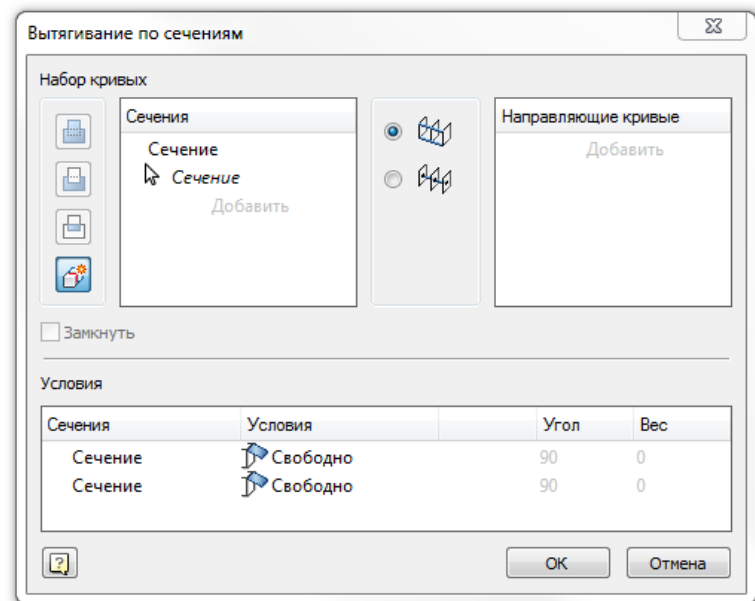 Вытягивание по сечениям
Набор кривых
Сечения
Сечение
Сечение
Добавить
Направляющие кривые
Добавить
Замкнуть
Условия
Сечения Условия Угол Вес
Сечение Свободно 90 0
Сечение Свободно 90 0
? OK Отмена